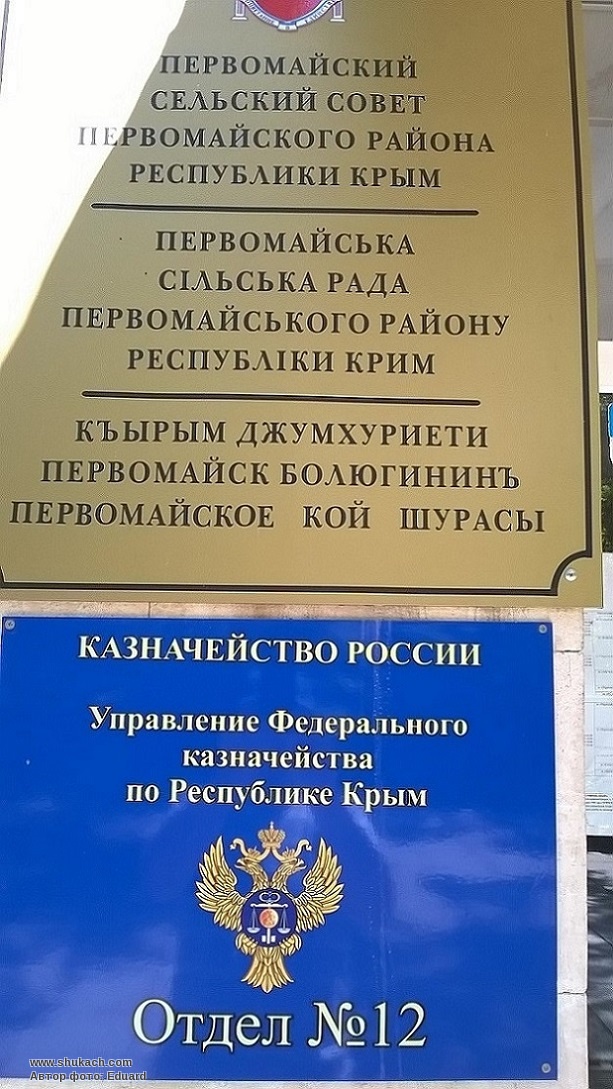 ПЕРВОМАЙСКИЙ
СЕЛЬСКИЙ СОВЕТ
ПЕРВОМАЙСКОГО РАЙОНА
РЕСПУБЛИКИ КРЫМ
ПЕРВОМАЙСЬКА
СІЛЬСЬКА РАДА
ПЕРВОМАЙСЬКОГО РАЙОНУ
РЕСПУБЛІКИ КРИМ
КЪЫРЫМ ДЖУМХУРИЕТИ
ПЕРВОМАЙСК БОЛЮГИНИНЪ
ПЕРВОМАЙСКОЕ КОЙ ШУРАСЫ
КАЗНАЧЕЙСТВО РОССИИ
Управление Федерального
казначейства
по Республике Крым
Отдел №12
www.shukach.com
Автор фото: Eduard